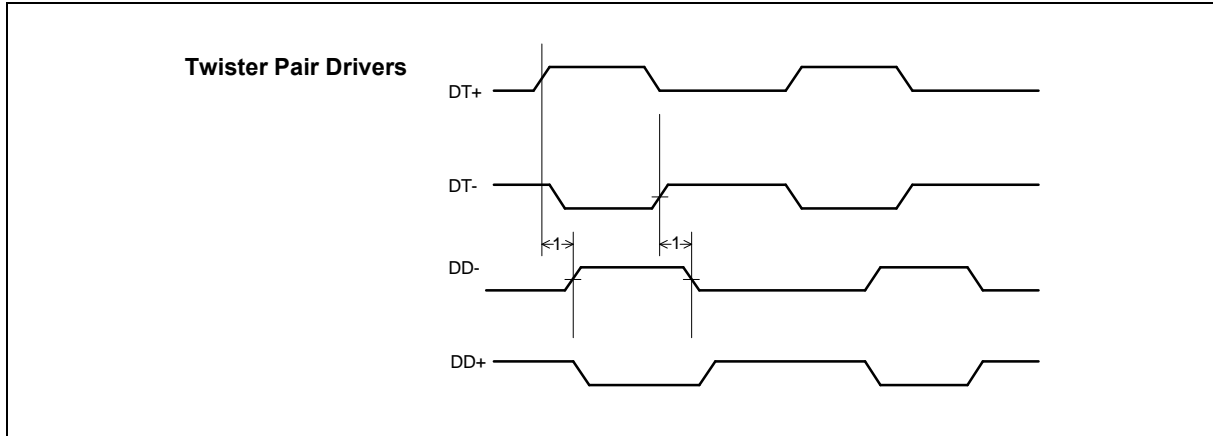 Twister Pair Drivers
DT+
DT-
1
1
DD-
DD+